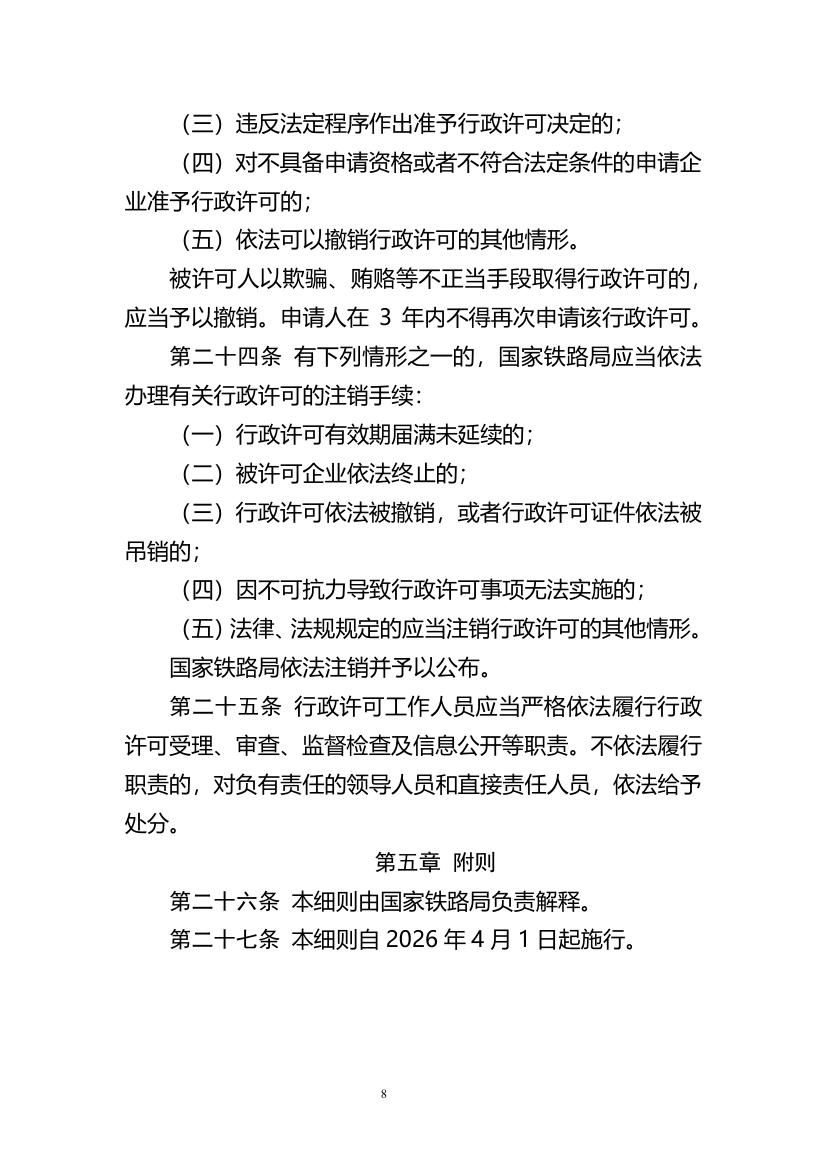 （三）违反法定程序作出准予行政许可决定的；
（四）对不具备申请资格或者不符合法定条件的申请企
业准予行政许可的；
（五）依法可以撤销行政许可的其他情形。
被许可人以欺骗、贿赂等不正当手段取得行政许可的，
应当予以撤销。申请人在 3 年内不得再次申请该行政许可。
第二十四条 有下列情形之一的，国家铁路局应当依法
办理有关行政许可的注销手续：
（一）行政许可有效期届满未延续的；
（二）被许可企业依法终止的；
（三）行政许可依法被撤销，或者行政许可证件依法被
吊销的；
（四）因不可抗力导致行政许可事项无法实施的；
（五）法律、法规规定的应当注销行政许可的其他情形。
国家铁路局依法注销并予以公布。
第二十五条 行政许可工作人员应当严格依法履行行政
许可受理、审查、监督检查及信息公开等职责。不依法履行
职责的，对负有责任的领导人员和直接责任人员，依法给予
处分。
第五章 附则
第二十六条 本细则由国家铁路局负责解释。
第二十七条 本细则自 2026 年 4 月 1 日起施行。
8